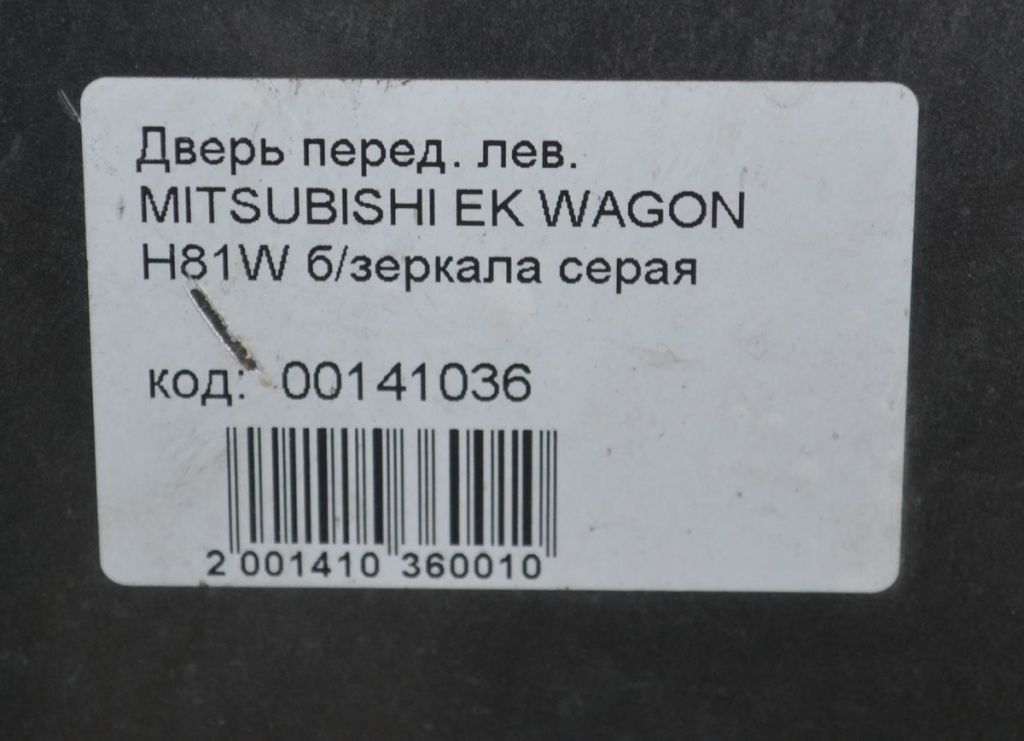 Дверь перед. лев.
MITSUBISHI EK WAGON
H81W б/зеркала серая
код: 00141036
2 001410 360010